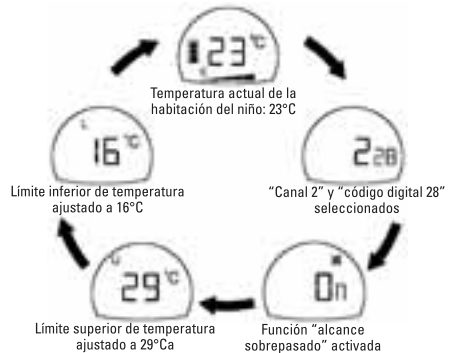 23 °C
Temperatura actual de la
habitación del niño: 23°C
2 28
“Canal 2” y “código digital 28”
seleccionados
On
Función “alcance
sobrepasado” activada
29 °C
Límite superior de temperatura
ajustado a 29°Ca
L
16 °C
Límite inferior de temperatura
ajustado a 16°C